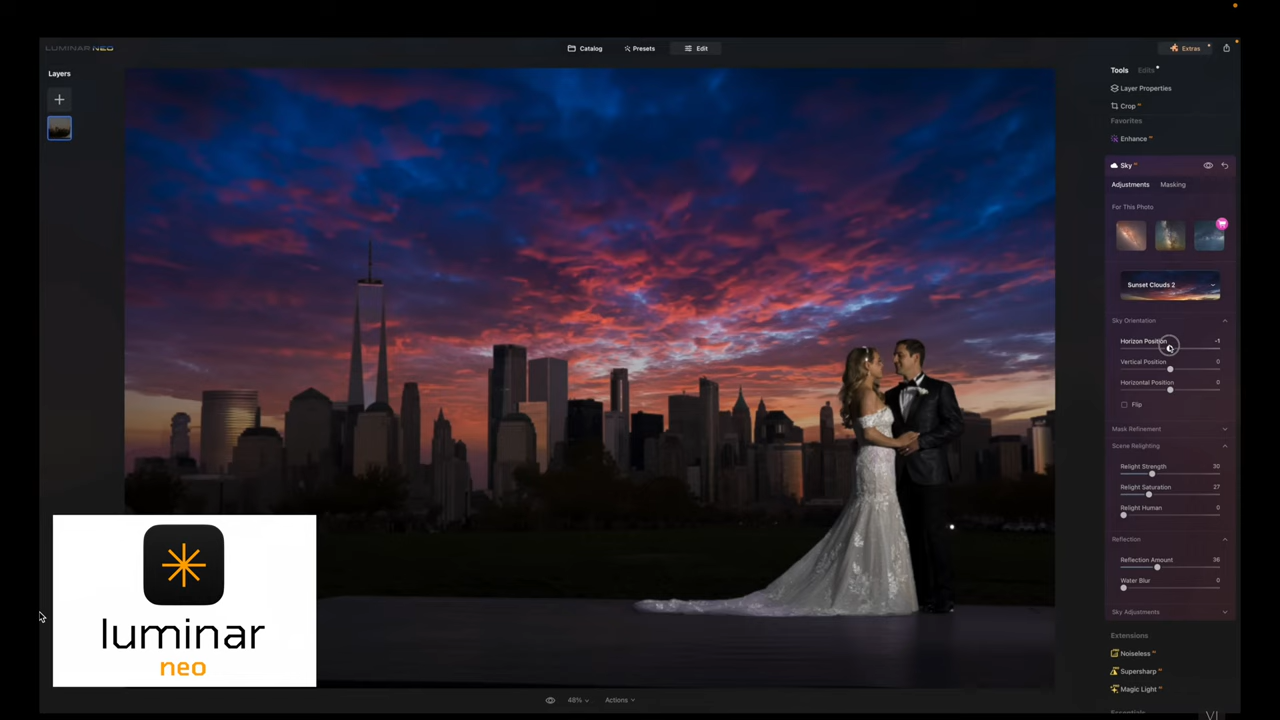 LUMINAR NEO
Catalog
Presets
Edit
Extras
Layers
Tools
Edits
Layer Properties
Crop
Favorites
Enhance
Sky
Adjustments
Masking
For This Photo
Sunset Clouds 2
Sky Orientation
Horizon Position -1
Vertical Position 0
Horizontal Position 0
Flip
Mask Refinement
Scene Relighting
Relight Strength 30
Relight Saturation 27
Relight Human 0
Reflection
Reflection Amount 36
Water Blur 0
Sky Adjustments
Extensions
Noiseless
Supersharp
Magic Light
48%
Actions
luminar
neo